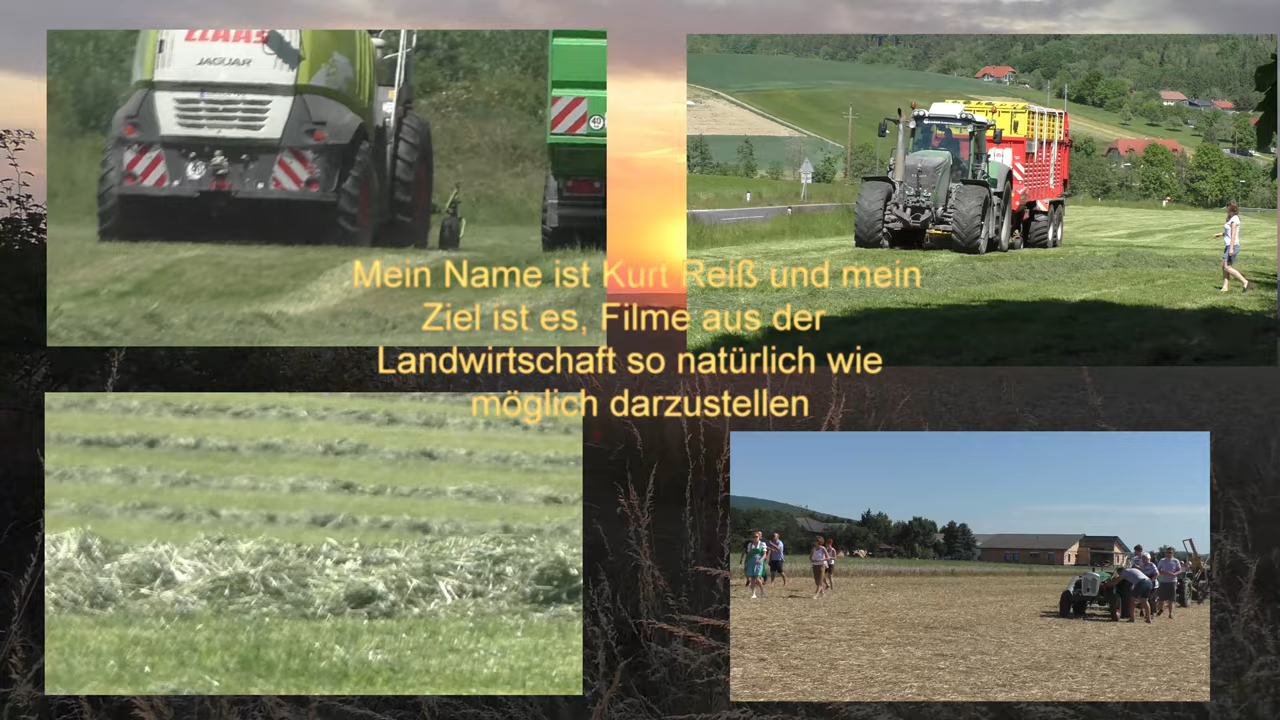 CLAAS
JAGUAR
40
Mein Name ist Kurt Reiß und mein
Ziel ist es, Filme aus der
Landwirtschaft so natürlich wie
möglich darzustellen